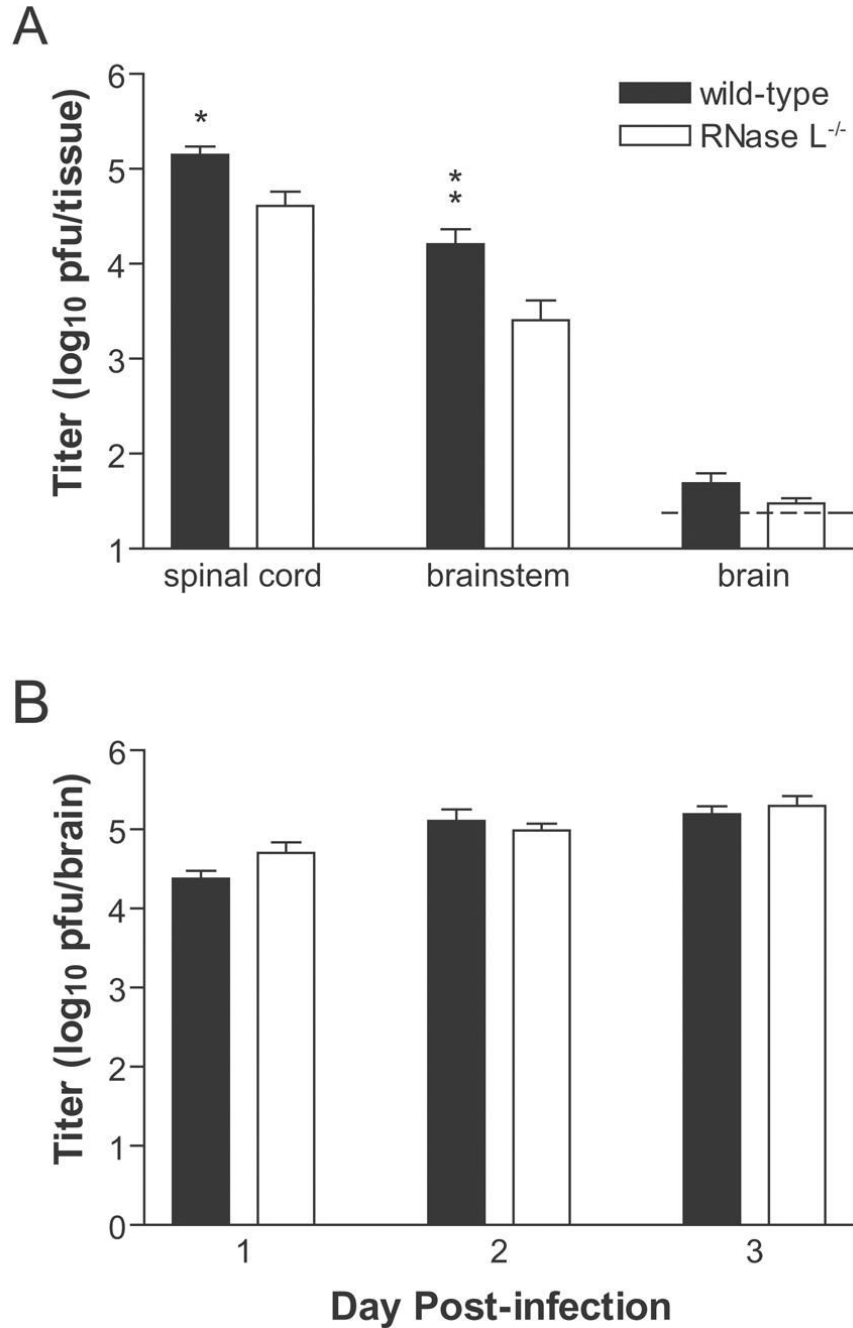 A
Titer (log10 pfu/tissue)
6
5
4
3
2
1
*
*
*
wild-type
RNase L-/-
spinal cord brainstem brain
B
Titer (log10 pfu/brain)
6
5
4
3
2
1
0
1 2 3
Day Post-infection